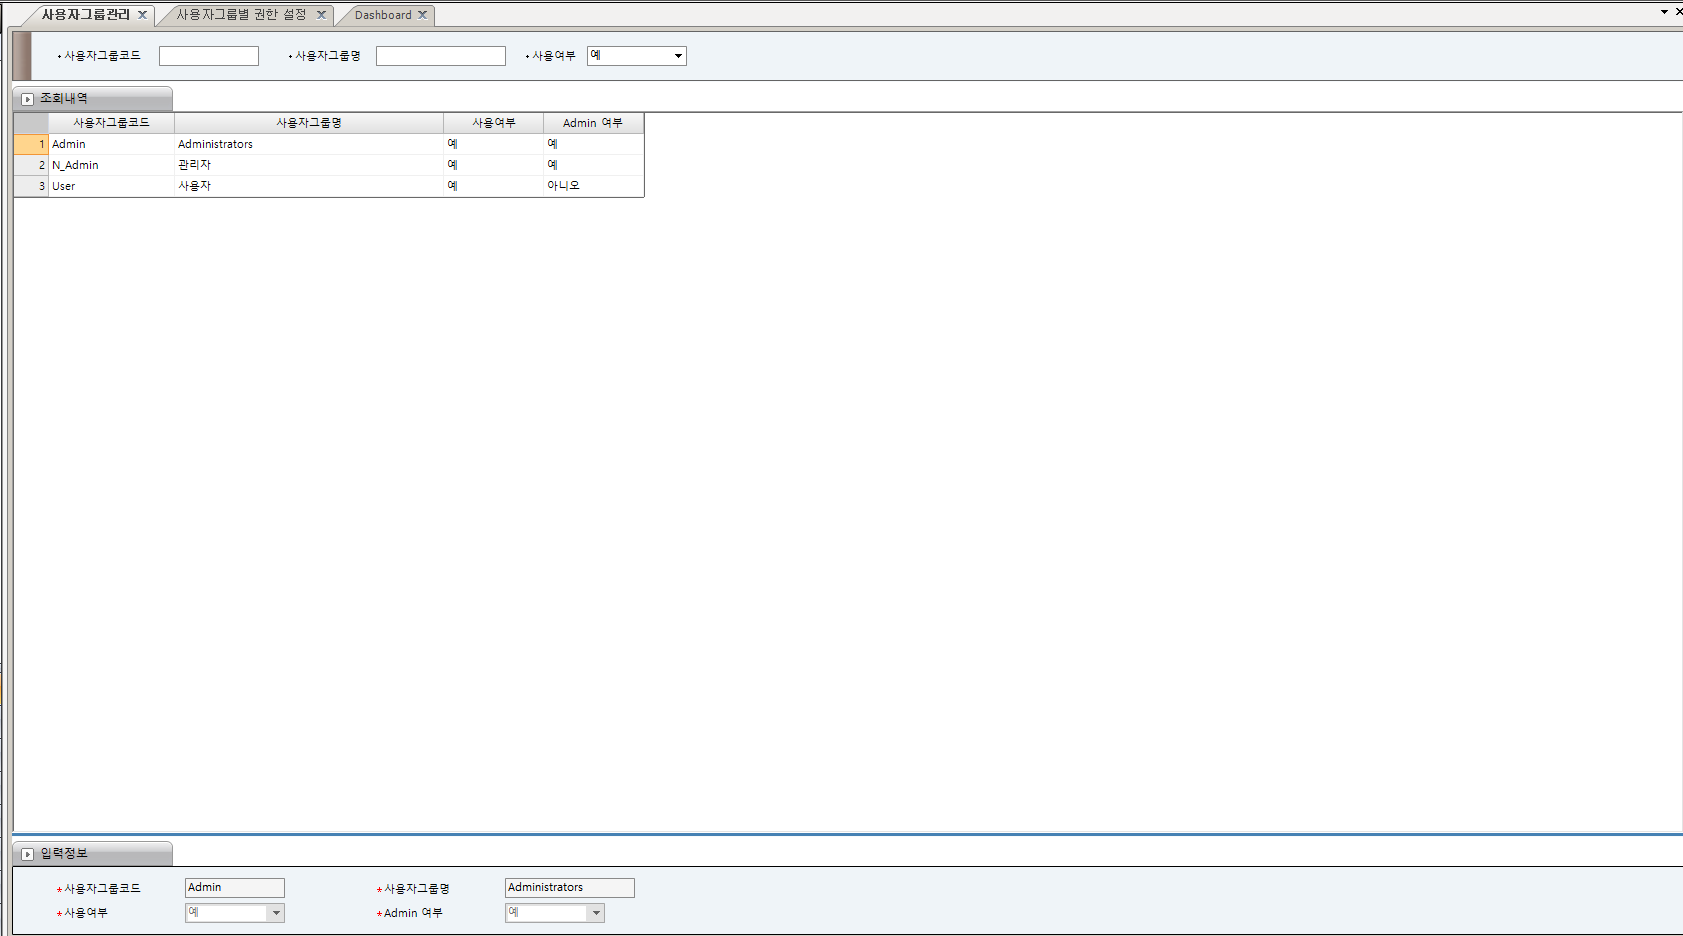 사용자그룹관리 사용자그룹별 권한 설정 Dashboard
사용자그룹코드 사용자그룹명 사용여부 예
조회내역
사용자그룹코드 사용자그룹명 사용여부 Admin 여부
1 Admin Administrators 예 예
2 N_Admin 관리자 예 예
3 User 사용자 예 아니오
입력정보
*사용자그룹코드 Admin *사용자그룹명 Administrators
*사용여부 예 *Admin 여부 예